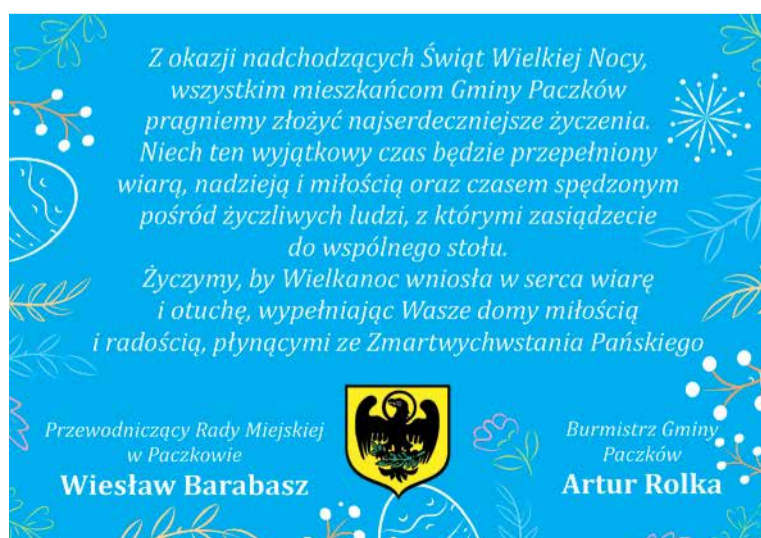 Z okazji nadchodzących Świąt Wielkiej Nocy,
wszystkim mieszkańcom Gminy Paczków
pragniemy złożyć najserdeczniejsze życzenia.
Niech ten wyjątkowy czas będzie przepełniony
wiarą, nadzieją i miłością oraz czasem spędzonym
pośród życzliwych ludzi, z którymi zasiądzecie
do wspólnego stołu.
Życzymy, by Wielkanoc wniosła w serca wiarę
i otuchę, wypełniając Wasze domy miłością
i radością, płynącymi ze Zmartwychwstania Pańskiego
Przewodniczący Rady Miejskiej
w Paczkowie
Wiesław Barabasz
Burmistrz Gminy
Paczków
Artur Rolka